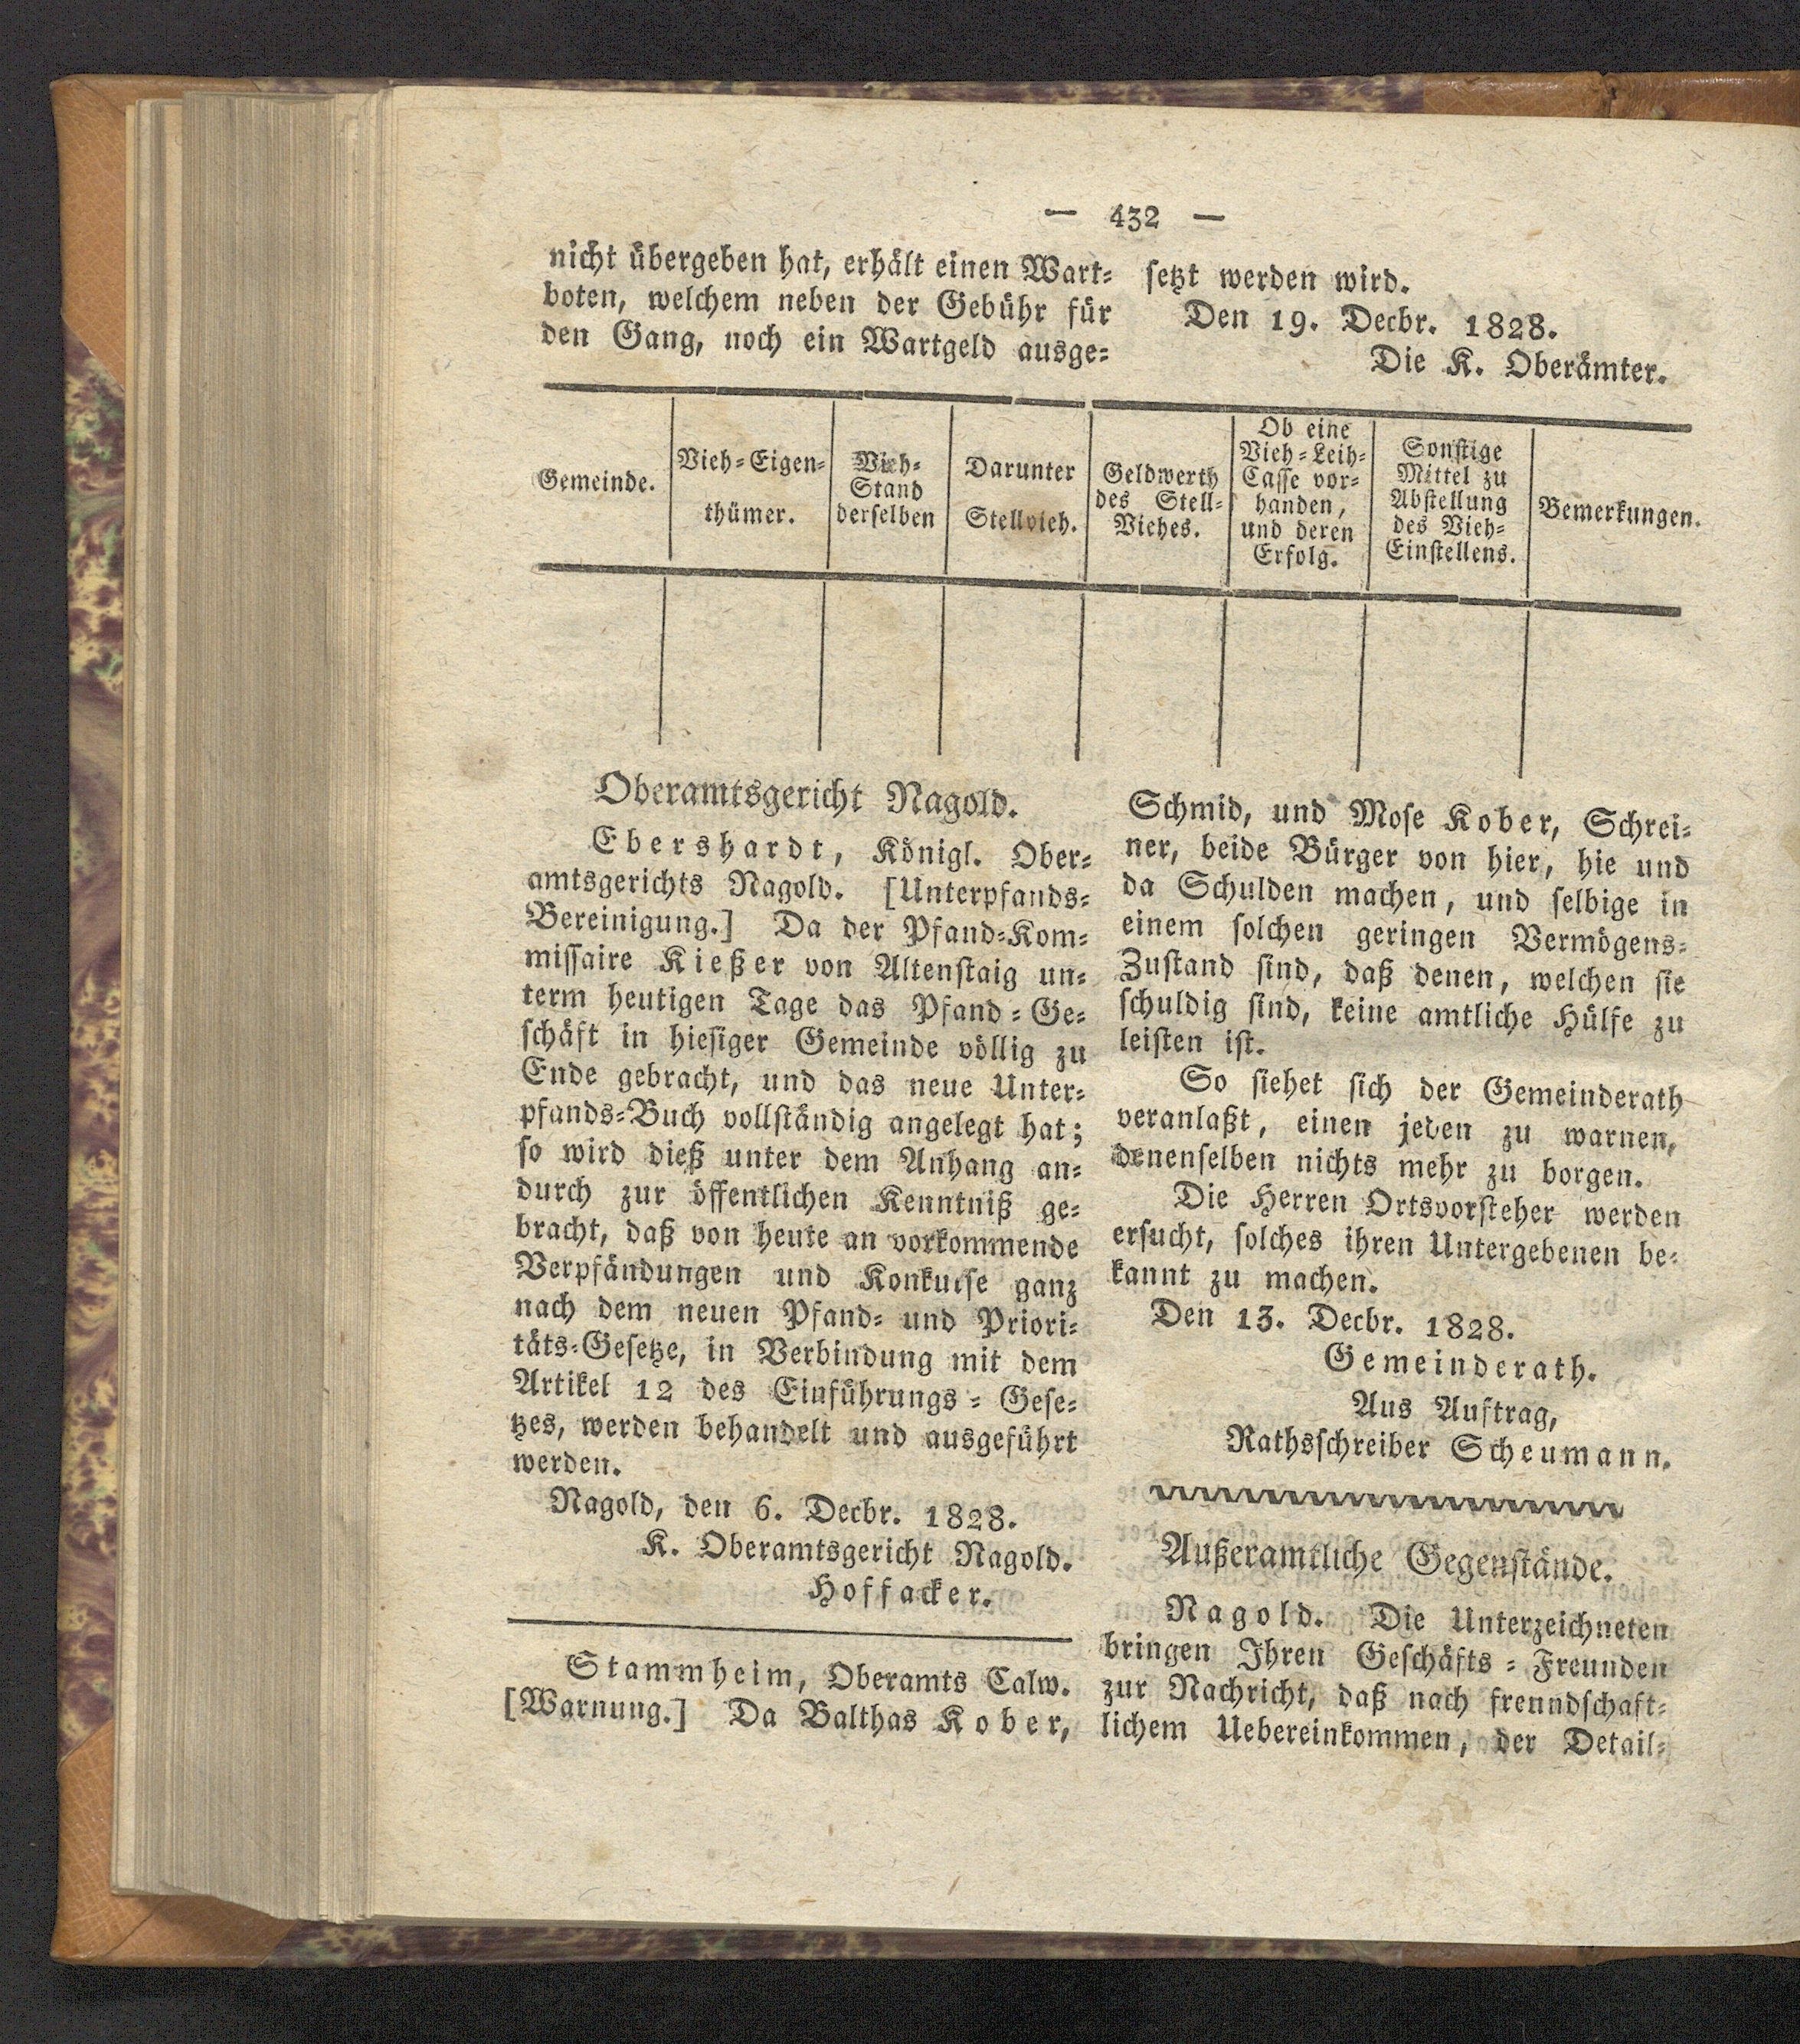 — 432 —
nicht übergeben hat, erhält einen Wart-
boten, welchem neben der Gebühr für
den Gang, noch ein Wartgeld ausge-
setzt werden wird.
Den 19. Decbr. 1828.
Die K. Oberämter.
Gemeinde.
Vieh-Eigen-
thümer.
Vieh-
Stand
derselben
Darunter
Stellvieh.
Geldwerth
des Stell-
Viehes.
Ob eine
Vieh-Leih-
Casse vor-
handen,
und deren
Erfolg.
Sonstige
Mittel zu
Abstellung
des Vieh-
Einstellens.
Bemerkungen.
Oberamtsgericht Nagold.
Ebershardt, Königl. Ober-
amtsgerichts Nagold. [Unterpfands-
Bereinigung.] Da der Pfand-Kom-
missaire Kießer von Altenstaig un-
term heutigen Tage das Pfand-Ge-
schäft in hiesiger Gemeinde völlig zu
Ende gebracht, und das neue Unter-
pfands-Buch vollständig angelegt hat;
so wird dieß unter dem Anhang an-
durch zur öffentlichen Kenntniß ge-
bracht, daß von heute an vorkommende
Verpfändungen und Konkurse ganz
nach dem neuen Pfand- und Priori-
täts-Gesetze, in Verbindung mit dem
Artikel 12 des Einführungs-Gese-
tzes, werden behandelt und ausgeführt
werden.
Nagold, den 6. Decbr. 1828.
K. Oberamtsgericht Nagold.
Hoffacker.
Stammheim, Oberamts Calw.
[Warnung.] Da Balthas Kober,
Schmid, und Mose Kober, Schrei-
ner, beide Bürger von hier, hie und
da Schulden machen, und selbige in
einem solchen geringen Vermögens-
Zustand sind, daß denen, welchen sie
schuldig sind, keine amtliche Hülfe zu
leisten ist.
So siehet sich der Gemeinderath
veranlaßt, einen jeden zu warnen,
denenselben nichts mehr zu borgen.
Die Herren Ortsvorsteher werden
ersucht, solches ihren Untergebenen be-
kannt zu machen.
Den 13. Decbr. 1828.
Gemeinderath.
Aus Auftrag,
Rathsschreiber Scheumann.
Außeramtliche Gegenstände.
Nagold. Die Unterzeichneten
bringen Ihren Geschäfts-Freunden
zur Nachricht, daß nach freundschaft-
lichem Uebereinkommen, der Detail-